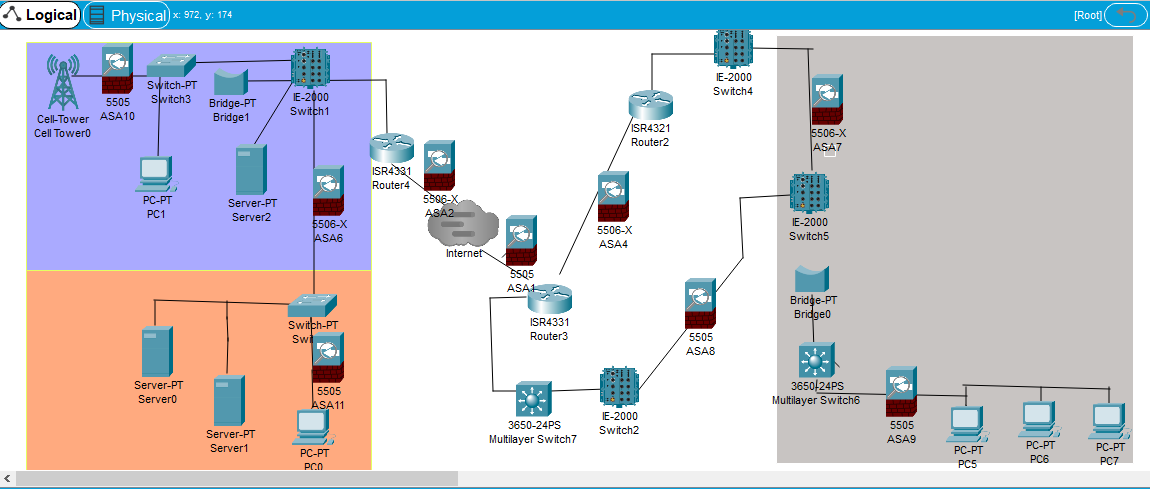 Logical
Physical
x: 972, y: 174
[Root]
Cell-Tower
Cell Tower0
5505
ASA10
Switch-PT
Switch3
Bridge-PT
Bridge1
IE-2000
Switch1
PC-PT
PC1
Server-PT
Server2
5506-X
ASA6
ISR4331
Router4
5506-X
ASA2
Internet
5505
ASA1
ISR4331
Router3
ISR4321
Router2
5506-X
ASA4
IE-2000
Switch4
5506-X
ASA7
IE-2000
Switch5
Bridge-PT
Bridge0
3650-24PS
Multilayer Switch6
5505
ASA9
PC-PT
PC5
PC-PT
PC6
PC-PT
PC7
5505
ASA8
IE-2000
Switch2
3650-24PS
Multilayer Switch7
Switch-PT
5505
ASA11
Server-PT
Server0
Server-PT
Server1
PC-PT
PC0